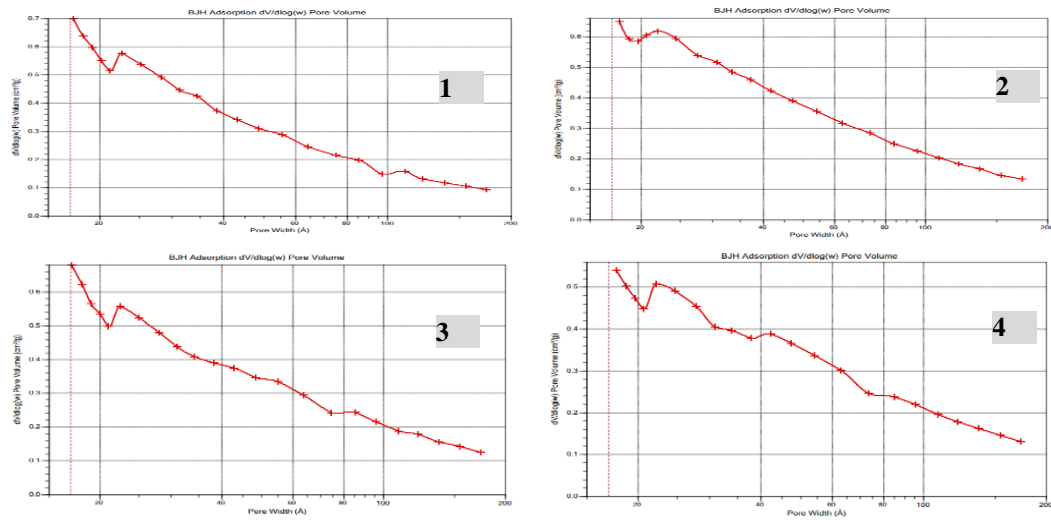 BJH Adsorption dV/dlog(w) Pore Volume
dV/dlog(w) Pore Volume (cm³/g)
0.7
0.6
0.5
0.4
0.3
0.2
0.1
0.0
1
20 40 60 80 100 200
Pore Width (Å)
BJH Adsorption dV/dlog(w) Pore Volume
dV/dlog(w) Pore Volume (cm³/g)
0.6
0.5
0.4
0.3
0.2
0.1
0.0
2
20 40 60 80 100 200
Pore Width (Å)
BJH Adsorption dV/dlog(w) Pore Volume
dV/dlog(w) Pore Volume (cm³/g)
0.6
0.5
0.4
0.3
0.2
0.1
0.0
3
20 40 60 80 100 200
Pore Width (Å)
BJH Adsorption dV/dlog(w) Pore Volume
dV/dlog(w) Pore Volume (cm³/g)
0.5
0.4
0.3
0.2
0.1
0.0
4
20 40 60 80 100 200
Pore Width (Å)